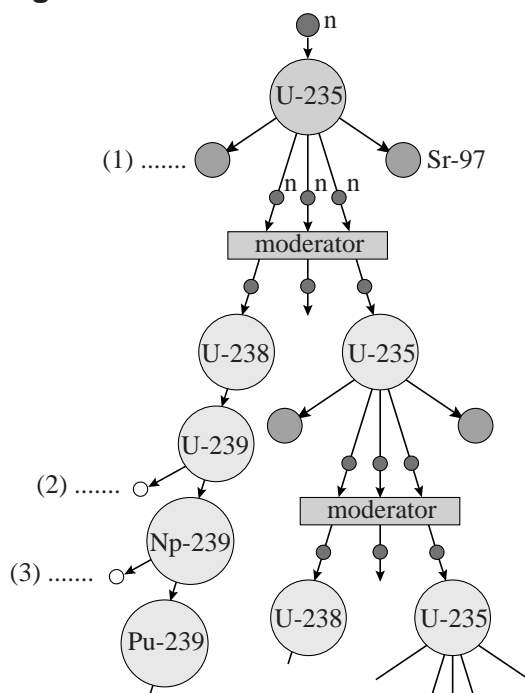 n
U-235
(1) .......
Sr-97
n n n
moderator
U-238
U-235
U-239
(2) .......
moderator
Np-239
(3) .......
U-238
U-235
Pu-239